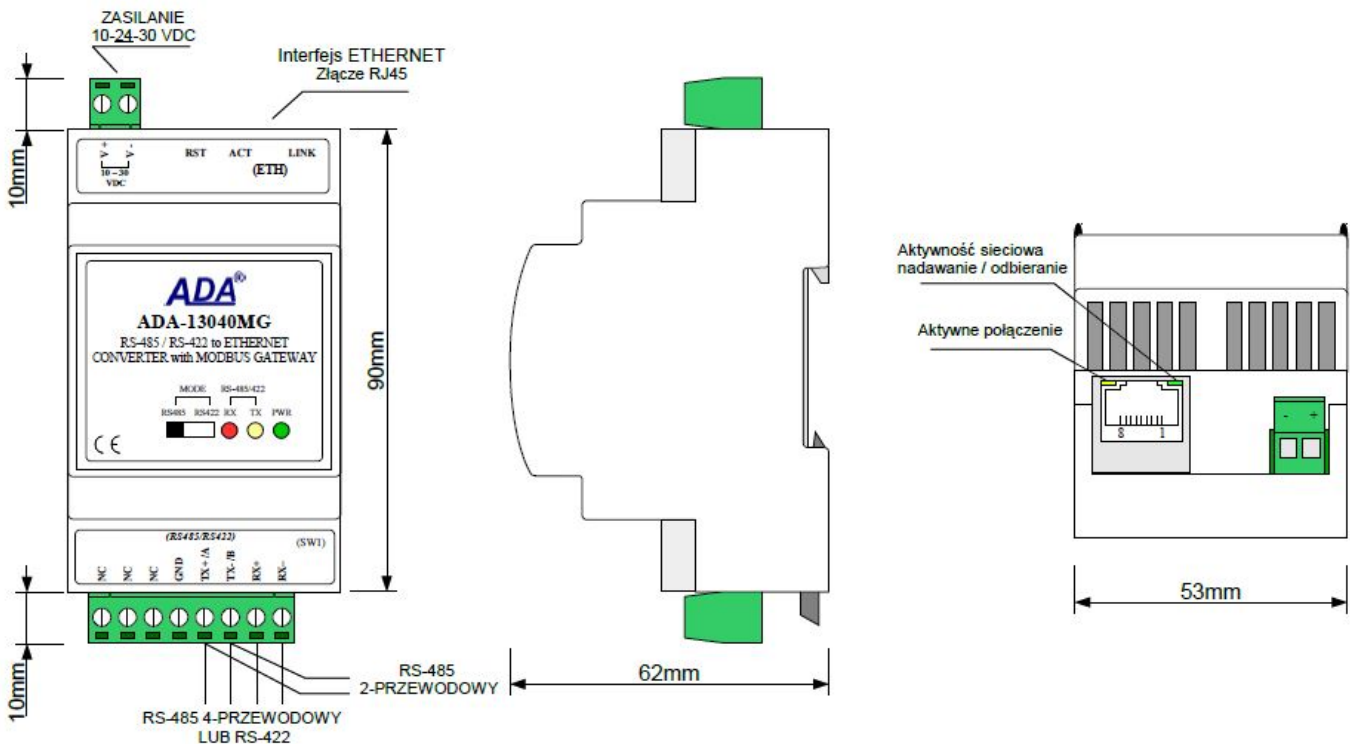 ZASILANIE
10-24-30 VDC
Interfejs ETHERNET
Złącze RJ45
10mm
V+ V-
10–30
VDC
RST ACT LINK
(ETH)
ADA®
ADA-13040MG
RS-485 / RS-422 to ETHERNET
CONVERTER with MODBUS GATEWAY
MODE RS-485/422
RS485 RS422 RX TX PWR
CE
90mm
(RS485/RS422)
(SW1)
NC NC NC GND TX+/A TX-/B RX+ RX-
10mm
RS-485
2-PRZEWODOWY
RS-485 4-PRZEWODOWY
LUB RS-422
62mm
Aktywność sieciowa
nadawanie / odbieranie
Aktywne połączenie
8 1
- +
53mm